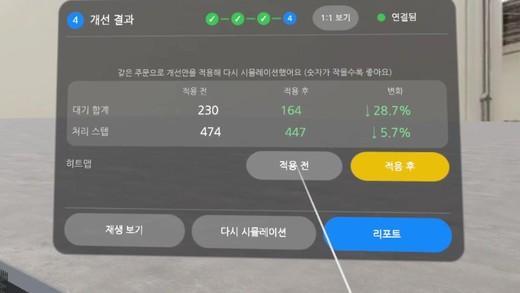 4 개선 결과
4
1:1 보기
연결됨
같은 주문으로 개선안을 적용해 다시 시뮬레이션했어요 (숫자가 작을수록 좋아요)
적용 전 적용 후 변화
대기 합계 230 164 ↓28.7%
처리 스텝 474 447 ↓5.7%
히트맵 적용 전 적용 후
재생 보기 다시 시뮬레이션 리포트